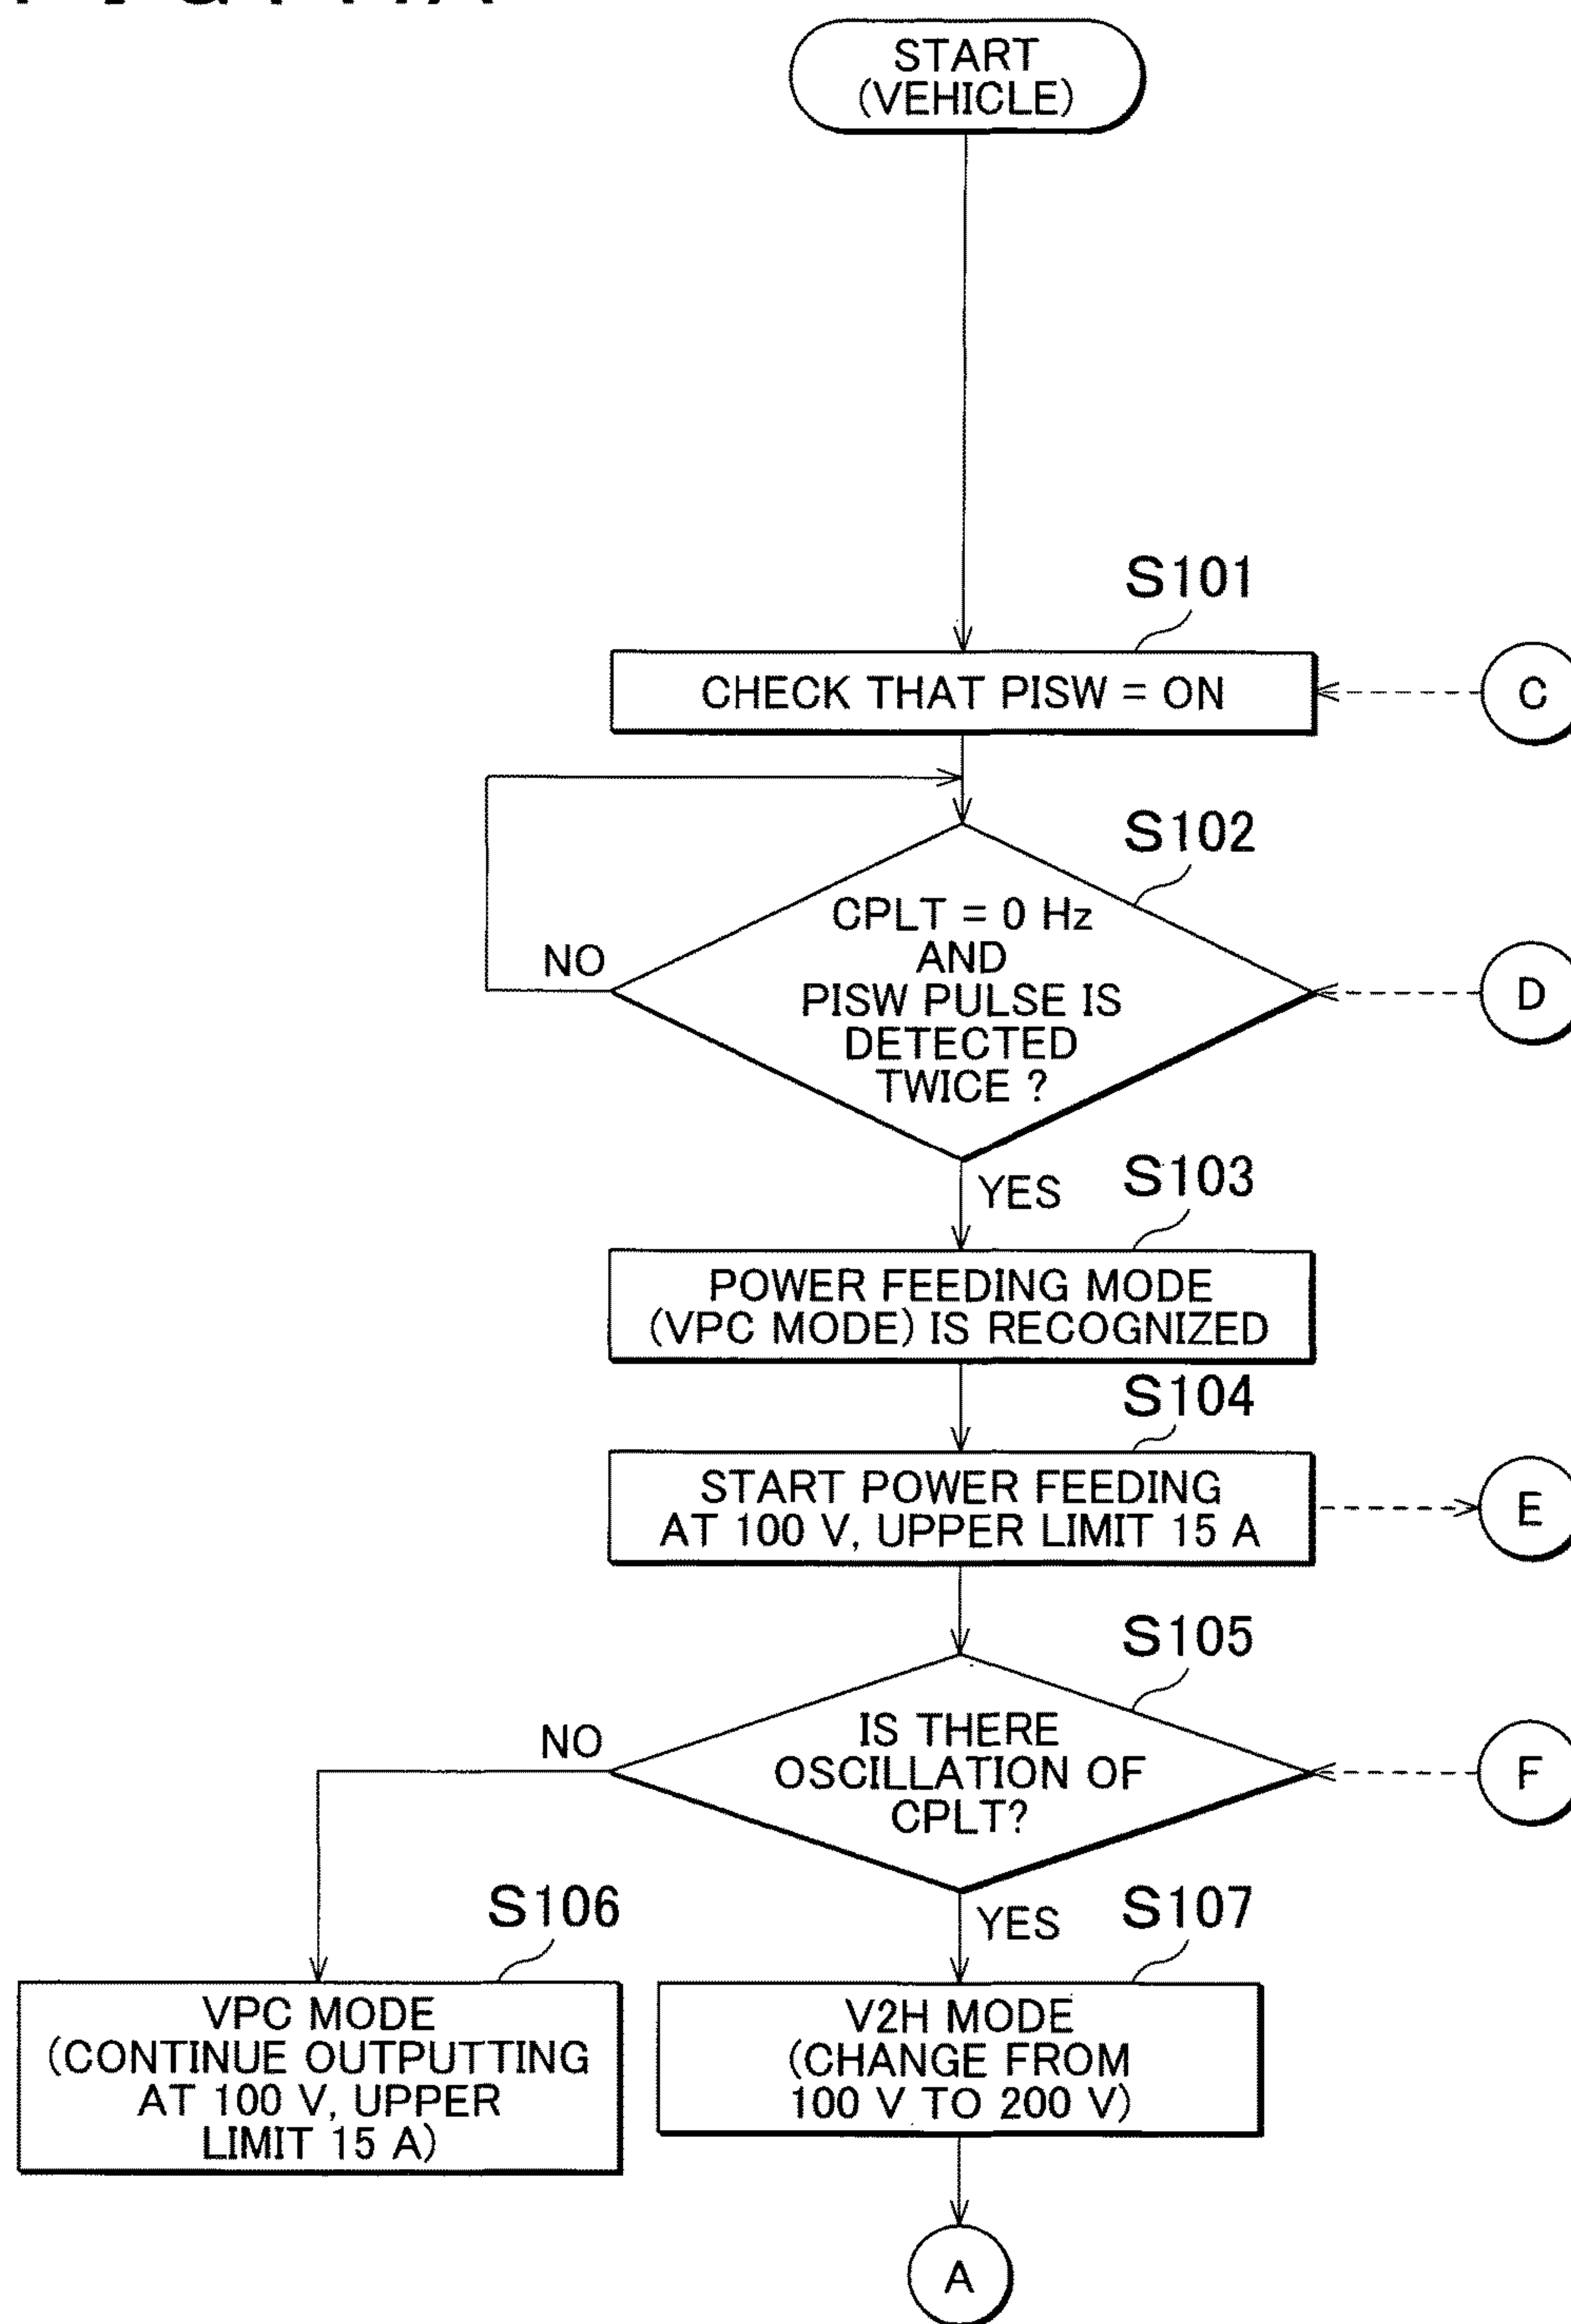 START
(VEHICLE)
S101
CHECK THAT PISW = ON
C
S102
CPLT = 0 Hz
AND
PISW PULSE IS
DETECTED
TWICE ?
NO
D
YES
S103
POWER FEEDING MODE
(VPC MODE) IS RECOGNIZED
S104
START POWER FEEDING
AT 100 V, UPPER LIMIT 15 A
E
S105
IS THERE
OSCILLATION OF
CPLT?
NO
F
YES
S106
VPC MODE
(CONTINUE OUTPUTTING
AT 100 V, UPPER
LIMIT 15 A)
S107
V2H MODE
(CHANGE FROM
100 V TO 200 V)
A